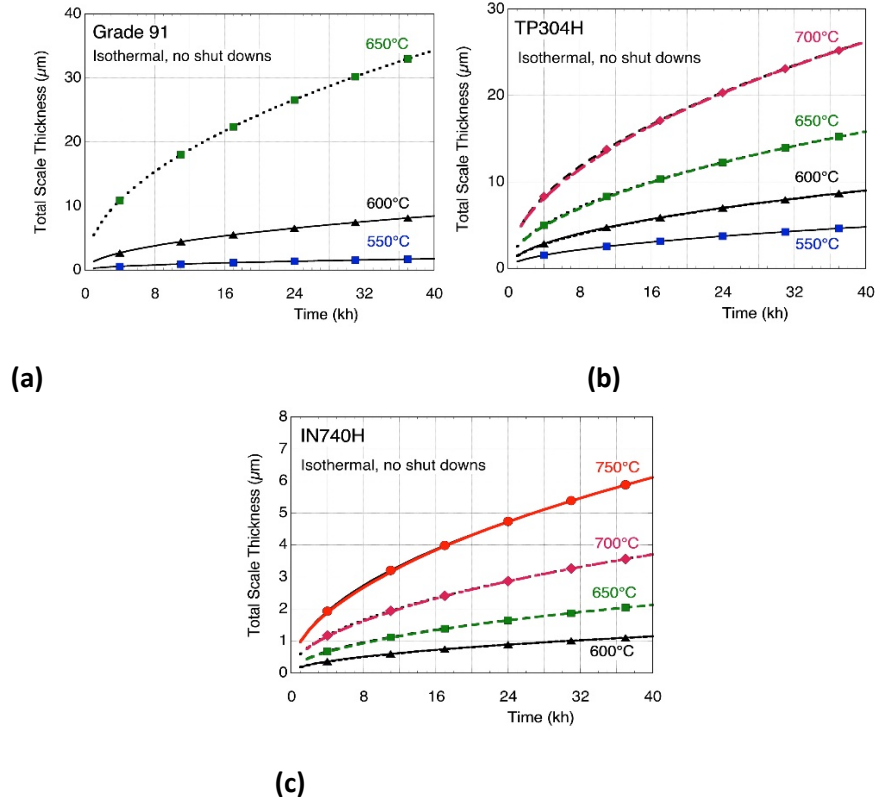 Grade 91
Isothermal, no shut downs
650°C
600°C
550°C
Total Scale Thickness (µm)
40
30
20
10
0
0
8
16
24
32
40
Time (kh)
(a)
TP304H
Isothermal, no shut downs
700°C
650°C
600°C
550°C
Total Scale Thickness (µm)
30
20
10
0
0
8
16
24
32
40
Time (kh)
(b)
IN740H
Isothermal, no shut downs
750°C
700°C
650°C
600°C
Total Scale Thickness (µm)
8
7
6
5
4
3
2
1
0
0
8
16
24
32
40
Time (kh)
(c)